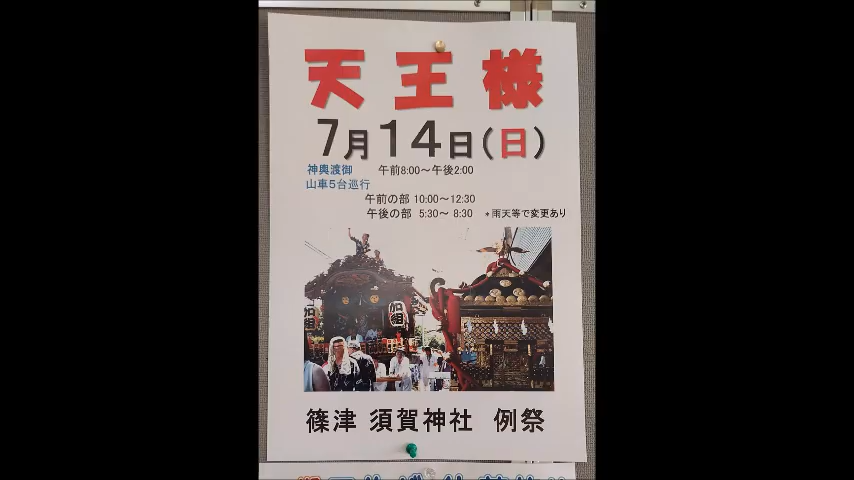 天王様
7月14日(日)
神輿渡御 午前8:00～午後2:00
山車5台巡行
午前の部 10:00～12:30
午後の部 5:30～ 8:30 *雨天等で変更あり
篠津 須賀神社 例祭